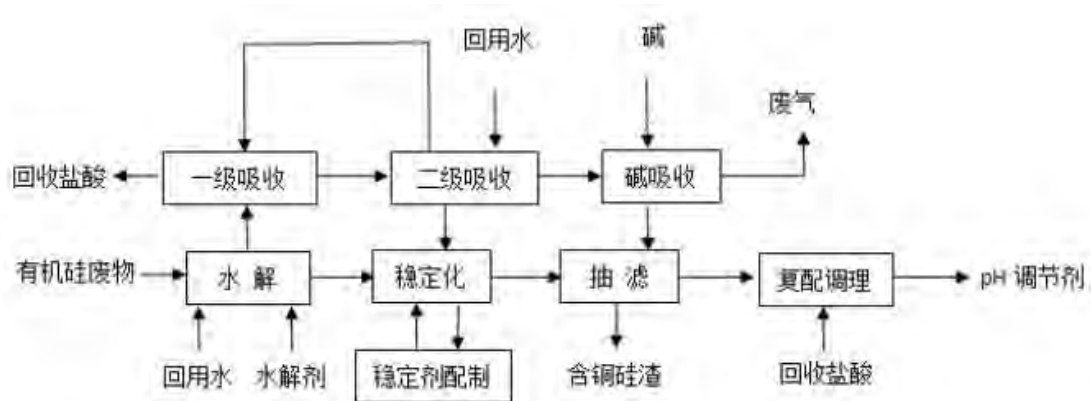 回用水
碱
废气
回收盐酸
一级吸收
二级吸收
碱吸收
有机硅废物
水解
稳定化
抽滤
复配调理
pH 调节剂
回用水
水解剂
稳定剂配制
含铜硅渣
回收盐酸